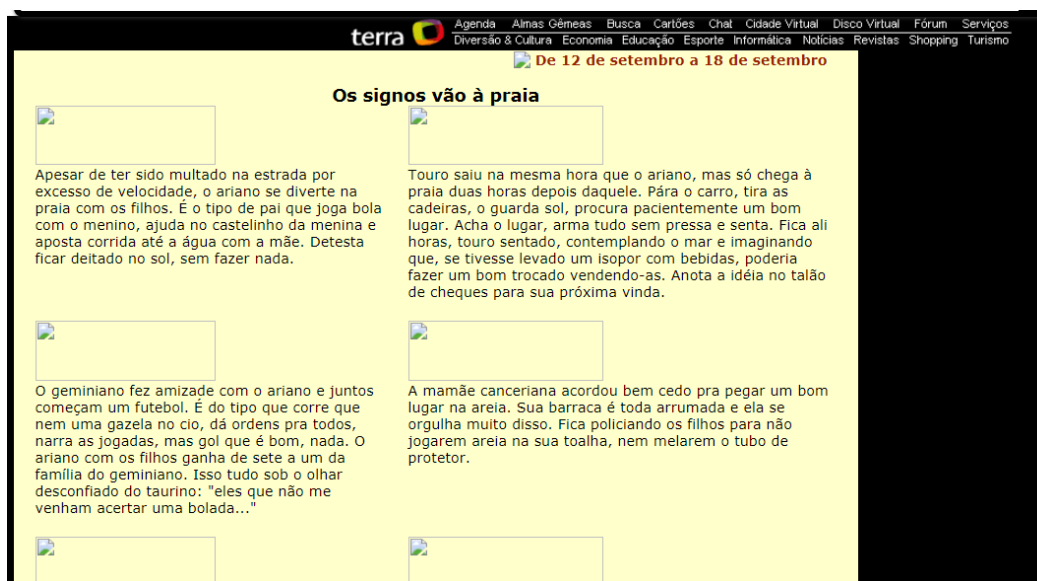 terra
Agenda Almas Gêmeas Busca Cartões Chat Cidade Virtual Disco Virtual Fórum Serviços
Diversão & Cultura Economia Educação Esporte Informática Notícias Revistas Shopping Turismo
De 12 de setembro a 18 de setembro
Os signos vão à praia
Apesar de ter sido multado na estrada por
excesso de velocidade, o ariano se diverte na
praia com os filhos. É o tipo de pai que joga bola
com o menino, ajuda no castelinho da menina e
aposta corrida até a água com a mãe. Detesta
ficar deitado no sol, sem fazer nada.
Touro saiu na mesma hora que o ariano, mas só chega à
praia duas horas depois daquele. Pára o carro, tira as
cadeiras, o guarda sol, procura pacientemente um bom
lugar. Acha o lugar, arma tudo sem pressa e senta. Fica ali
horas, touro sentado, contemplando o mar e imaginando
que, se tivesse levado um isopor com bebidas, poderia
fazer um bom trocado vendendo-as. Anota a idéia no talão
de cheques para sua próxima vinda.
O geminiano fez amizade com o ariano e juntos
começam um futebol. É do tipo que corre que
nem uma gazela no cio, dá ordens pra todos,
narra as jogadas, mas gol que é bom, nada. O
ariano com os filhos ganha de sete a um da
família do geminiano. Isso tudo sob o olhar
desconfiado do taurino: "eles que não me
venham acertar uma bolada..."
A mamãe canceriana acordou bem cedo pra pegar um bom
lugar na areia. Sua barraca é toda arrumada e ela se
orgulha muito disso. Fica policiando os filhos para não
jogarem areia na sua toalha, nem melarem o tubo de
protetor.